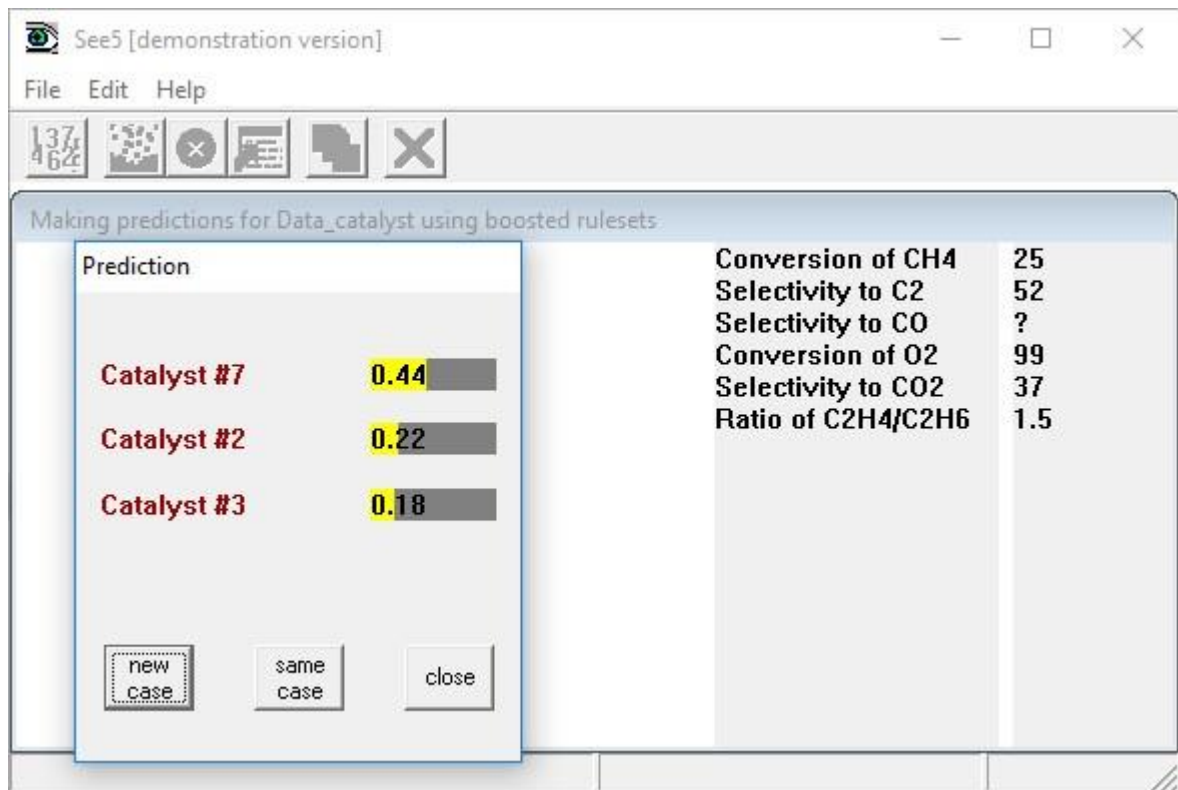 See5 [demonstration version]
File Edit Help
Making predictions for Data_catalyst using boosted rulesets
Prediction
Catalyst #7 0.44
Catalyst #2 0.22
Catalyst #3 0.18
new case
same case
close
Conversion of CH4 25
Selectivity to C2 52
Selectivity to CO ?
Conversion of O2 99
Selectivity to CO2 37
Ratio of C2H4/C2H6 1.5